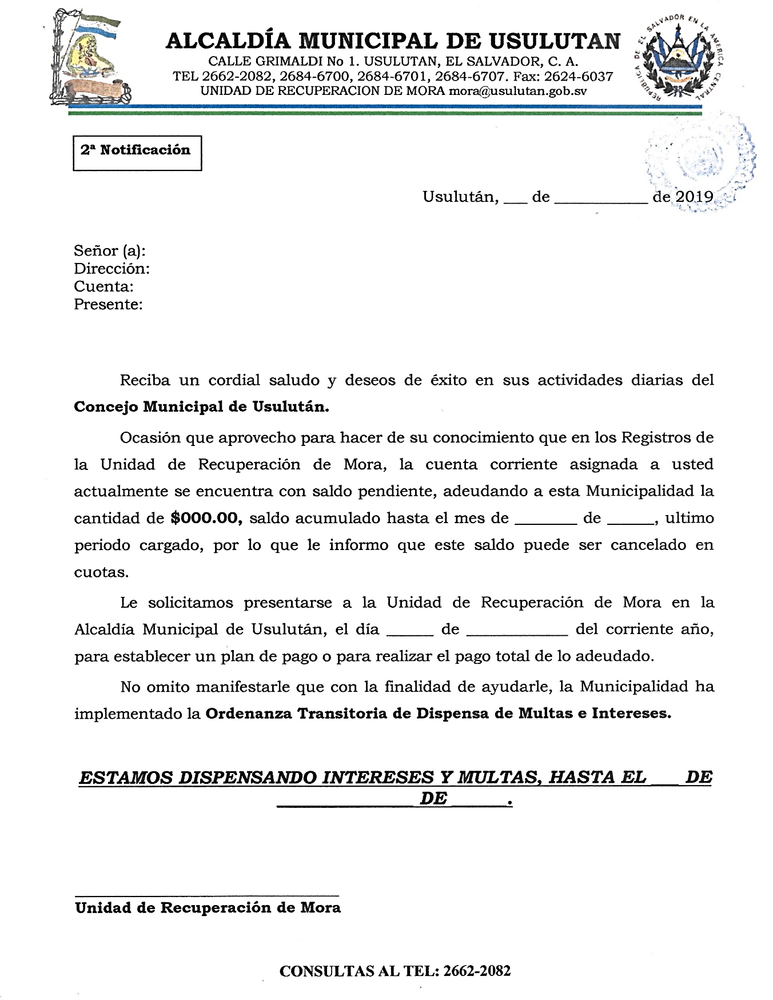 ALCALDÍA MUNICIPAL DE USULUTAN
CALLE GRIMALDI No 1. USULUTAN, EL SALVADOR, C. A.
TEL 2662-2082, 2684-6700, 2684-6701, 2684-6707. Fax: 2624-6037
UNIDAD DE RECUPERACION DE MORA mora@usulutan.gob.sv
REPUBLICA DE EL SALVADOR EN LA AMERICA CENTRAL
2ª Notificación
Usulután, ___ de ____________ de 2019
Señor (a):
Dirección:
Cuenta:
Presente:
Reciba un cordial saludo y deseos de éxito en sus actividades diarias del
Concejo Municipal de Usulután.
Ocasión que aprovecho para hacer de su conocimiento que en los Registros de
la Unidad de Recuperación de Mora, la cuenta corriente asignada a usted
actualmente se encuentra con saldo pendiente, adeudando a esta Municipalidad la
cantidad de $000.00, saldo acumulado hasta el mes de ________ de ______, ultimo
periodo cargado, por lo que le informo que este saldo puede ser cancelado en
cuotas.
Le solicitamos presentarse a la Unidad de Recuperación de Mora en la
Alcaldía Municipal de Usulután, el día ______ de _____________ del corriente año,
para establecer un plan de pago o para realizar el pago total de lo adeudado.
No omito manifestarle que con la finalidad de ayudarle, la Municipalidad ha
implementado la Ordenanza Transitoria de Dispensa de Multas e Intereses.
ESTAMOS DISPENSANDO INTERESES Y MULTAS, HASTA EL ___ DE
_______________ DE ______.
__________________________________
Unidad de Recuperación de Mora
CONSULTAS AL TEL: 2662-2082